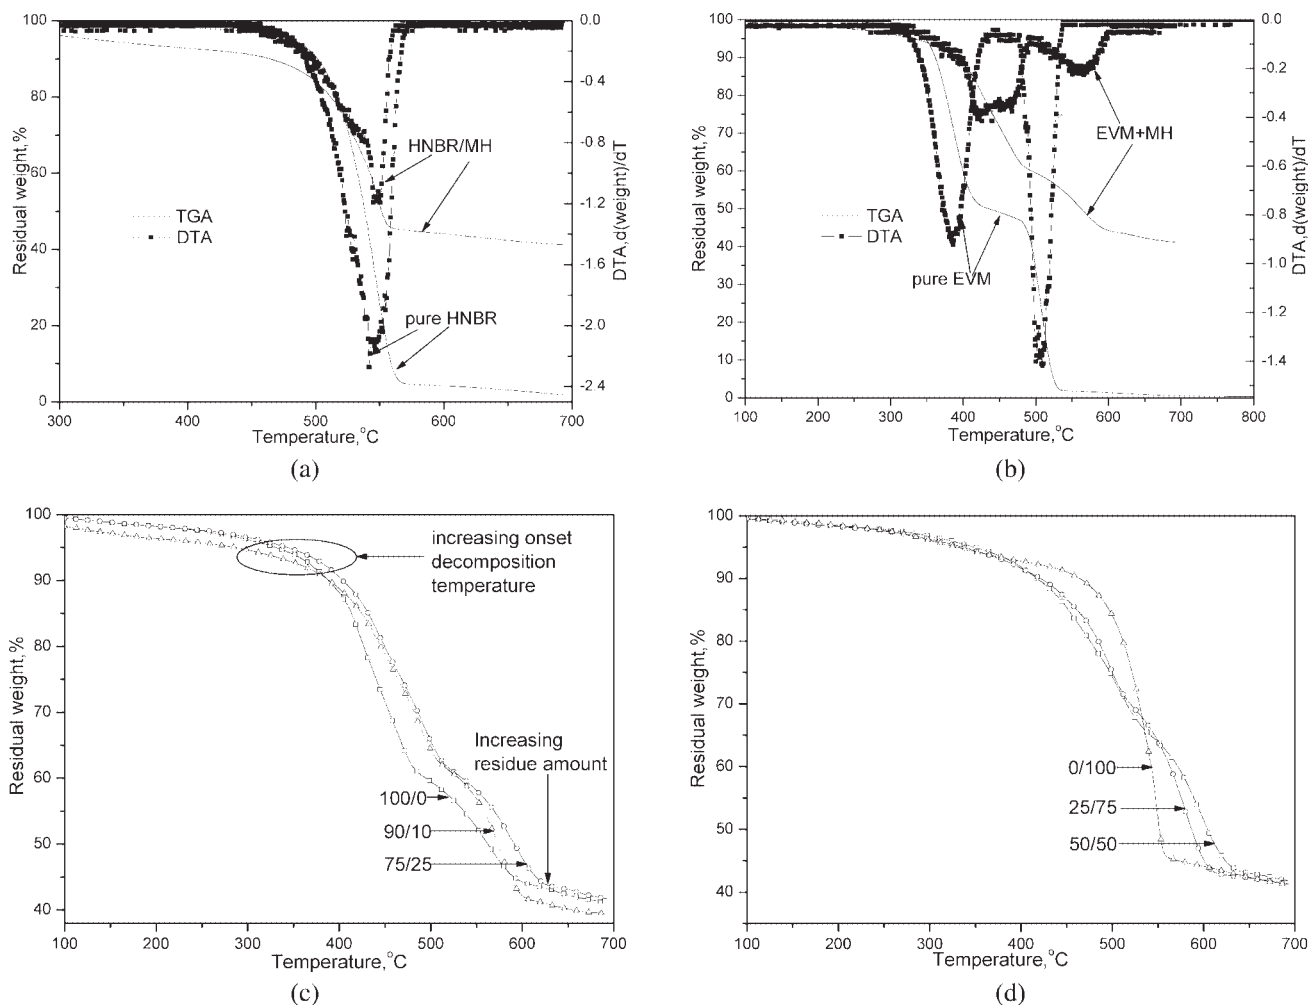 100
90
80
70
60
50
40
30
20
10
0
Residual weight,%
0.0
-0.4
-0.8
-1.2
-1.6
-2.0
-2.4
DTA,d(weight)/dT
HNBR/MH
TGA
DTA
pure HNBR
300 400 500 600 700
Temperature,°C
(a)
100
90
80
70
60
50
40
30
20
10
0
Residual weight,%
0.0
-0.2
-0.4
-0.6
-0.8
-1.0
-1.2
-1.4
DTA,d(weight)/dT
EVM+MH
TGA
DTA
pure EVM
100 200 300 400 500 600 700 800
Temperature,°C
(b)
100
90
80
70
60
50
40
Residual weight,%
increasing onset
decomposition
temperature
Increasing
residue amount
100/0
90/10
75/25
100 200 300 400 500 600 700
Temperature,°C
(c)
100
90
80
70
60
50
40
Residual weight,%
0/100
25/75
50/50
100 200 300 400 500 600 700
Temperature,°C
(d)